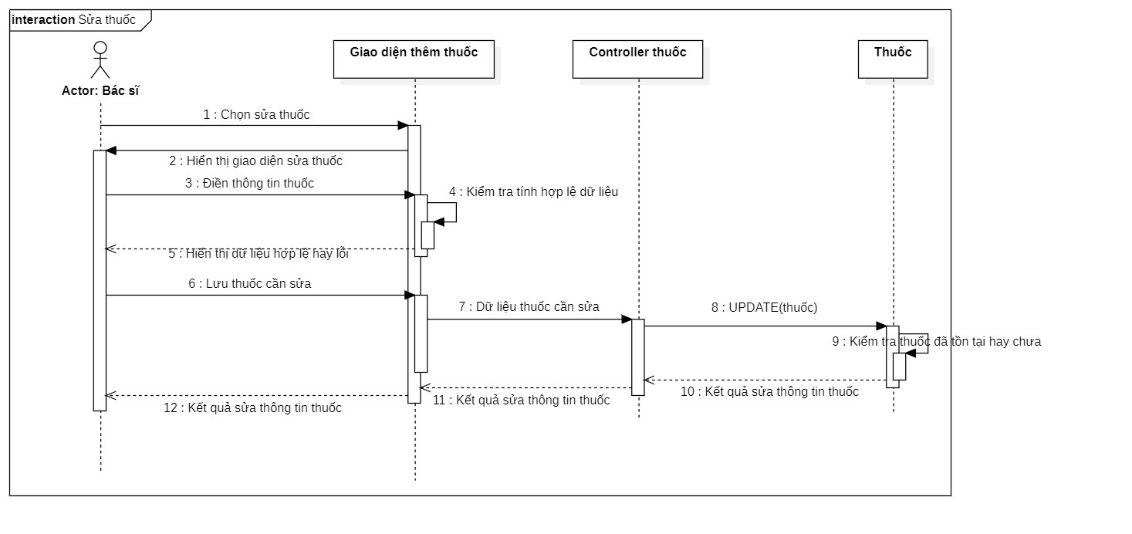 interaction Sửa thuốc
Giao diện thêm thuốc
Controller thuốc
Thuốc
Actor: Bác sĩ
1 : Chọn sửa thuốc
2 : Hiển thị giao diện sửa thuốc
3 : Điền thông tin thuốc
4 : Kiểm tra tính hợp lệ dữ liệu
5 : Hiển thị dữ liệu hợp lệ hay lỗi
6 : Lưu thuốc cần sửa
7 : Dữ liệu thuốc cần sửa
8 : UPDATE(thuốc)
9 : Kiểm tra thuốc đã tồn tại hay chưa
10 : Kết quả sửa thông tin thuốc
11 : Kết quả sửa thông tin thuốc
12 : Kết quả sửa thông tin thuốc